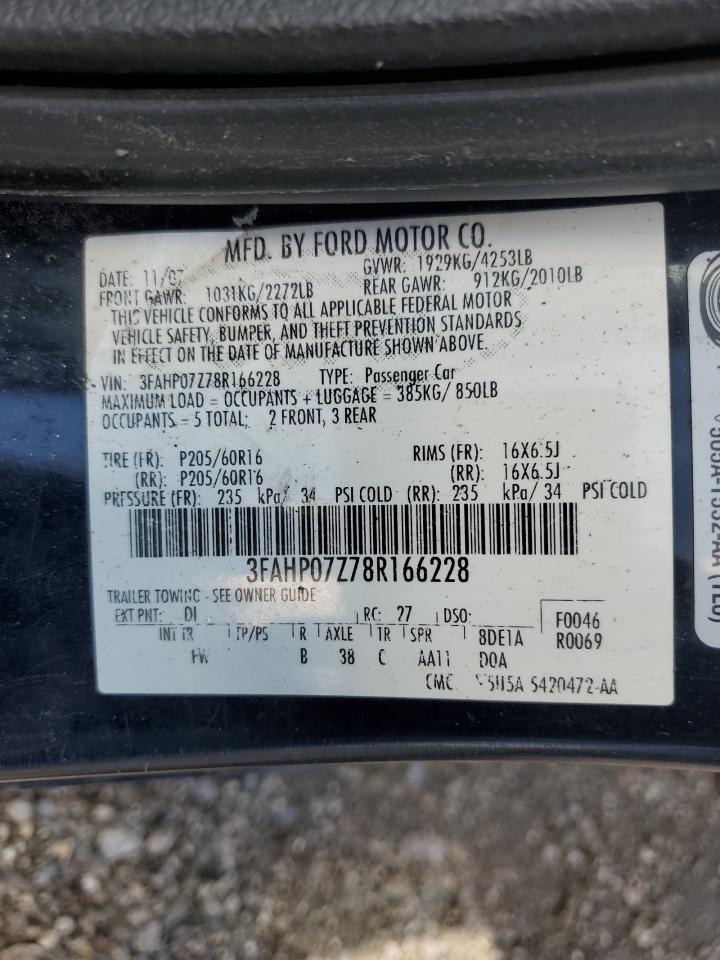 MFD. BY FORD MOTOR CO.
DATE: 11/07 GVWR: 1929KG/4253LB
FRONT GAWR: 1031KG/2272LB REAR GAWR: 912KG/2010LB
THIS VEHICLE CONFORMS TO ALL APPLICABLE FEDERAL MOTOR
VEHICLE SAFETY, BUMPER, AND THEFT PREVENTION STANDARDS
IN EFFECT ON THE DATE OF MANUFACTURE SHOWN ABOVE.
VIN: 3FAHP07Z78R166228 TYPE: Passenger Car
MAXIMUM LOAD = OCCUPANTS + LUGGAGE = 385KG/ 850LB
OCCUPANTS = 5 TOTAL: 2 FRONT, 3 REAR
TIRE (FR): P205/60R16 RIMS (FR): 16X6.5J
(RR): P205/60R16 (RR): 16X6.5J
PRESSURE (FR): 235 kPa/ 34 PSI COLD (RR): 235 kPa/ 34 PSI COLD
3FAHP07Z78R166228
TRAILER TOWING - SEE OWNER GUIDE
EXT PNT: DI RC: 27 DSO: F0046
INT TR TP/PS R AXLE TR SPR 8DE1A R0069
B 38 C AA11 DOA
CMC 5420472-AA